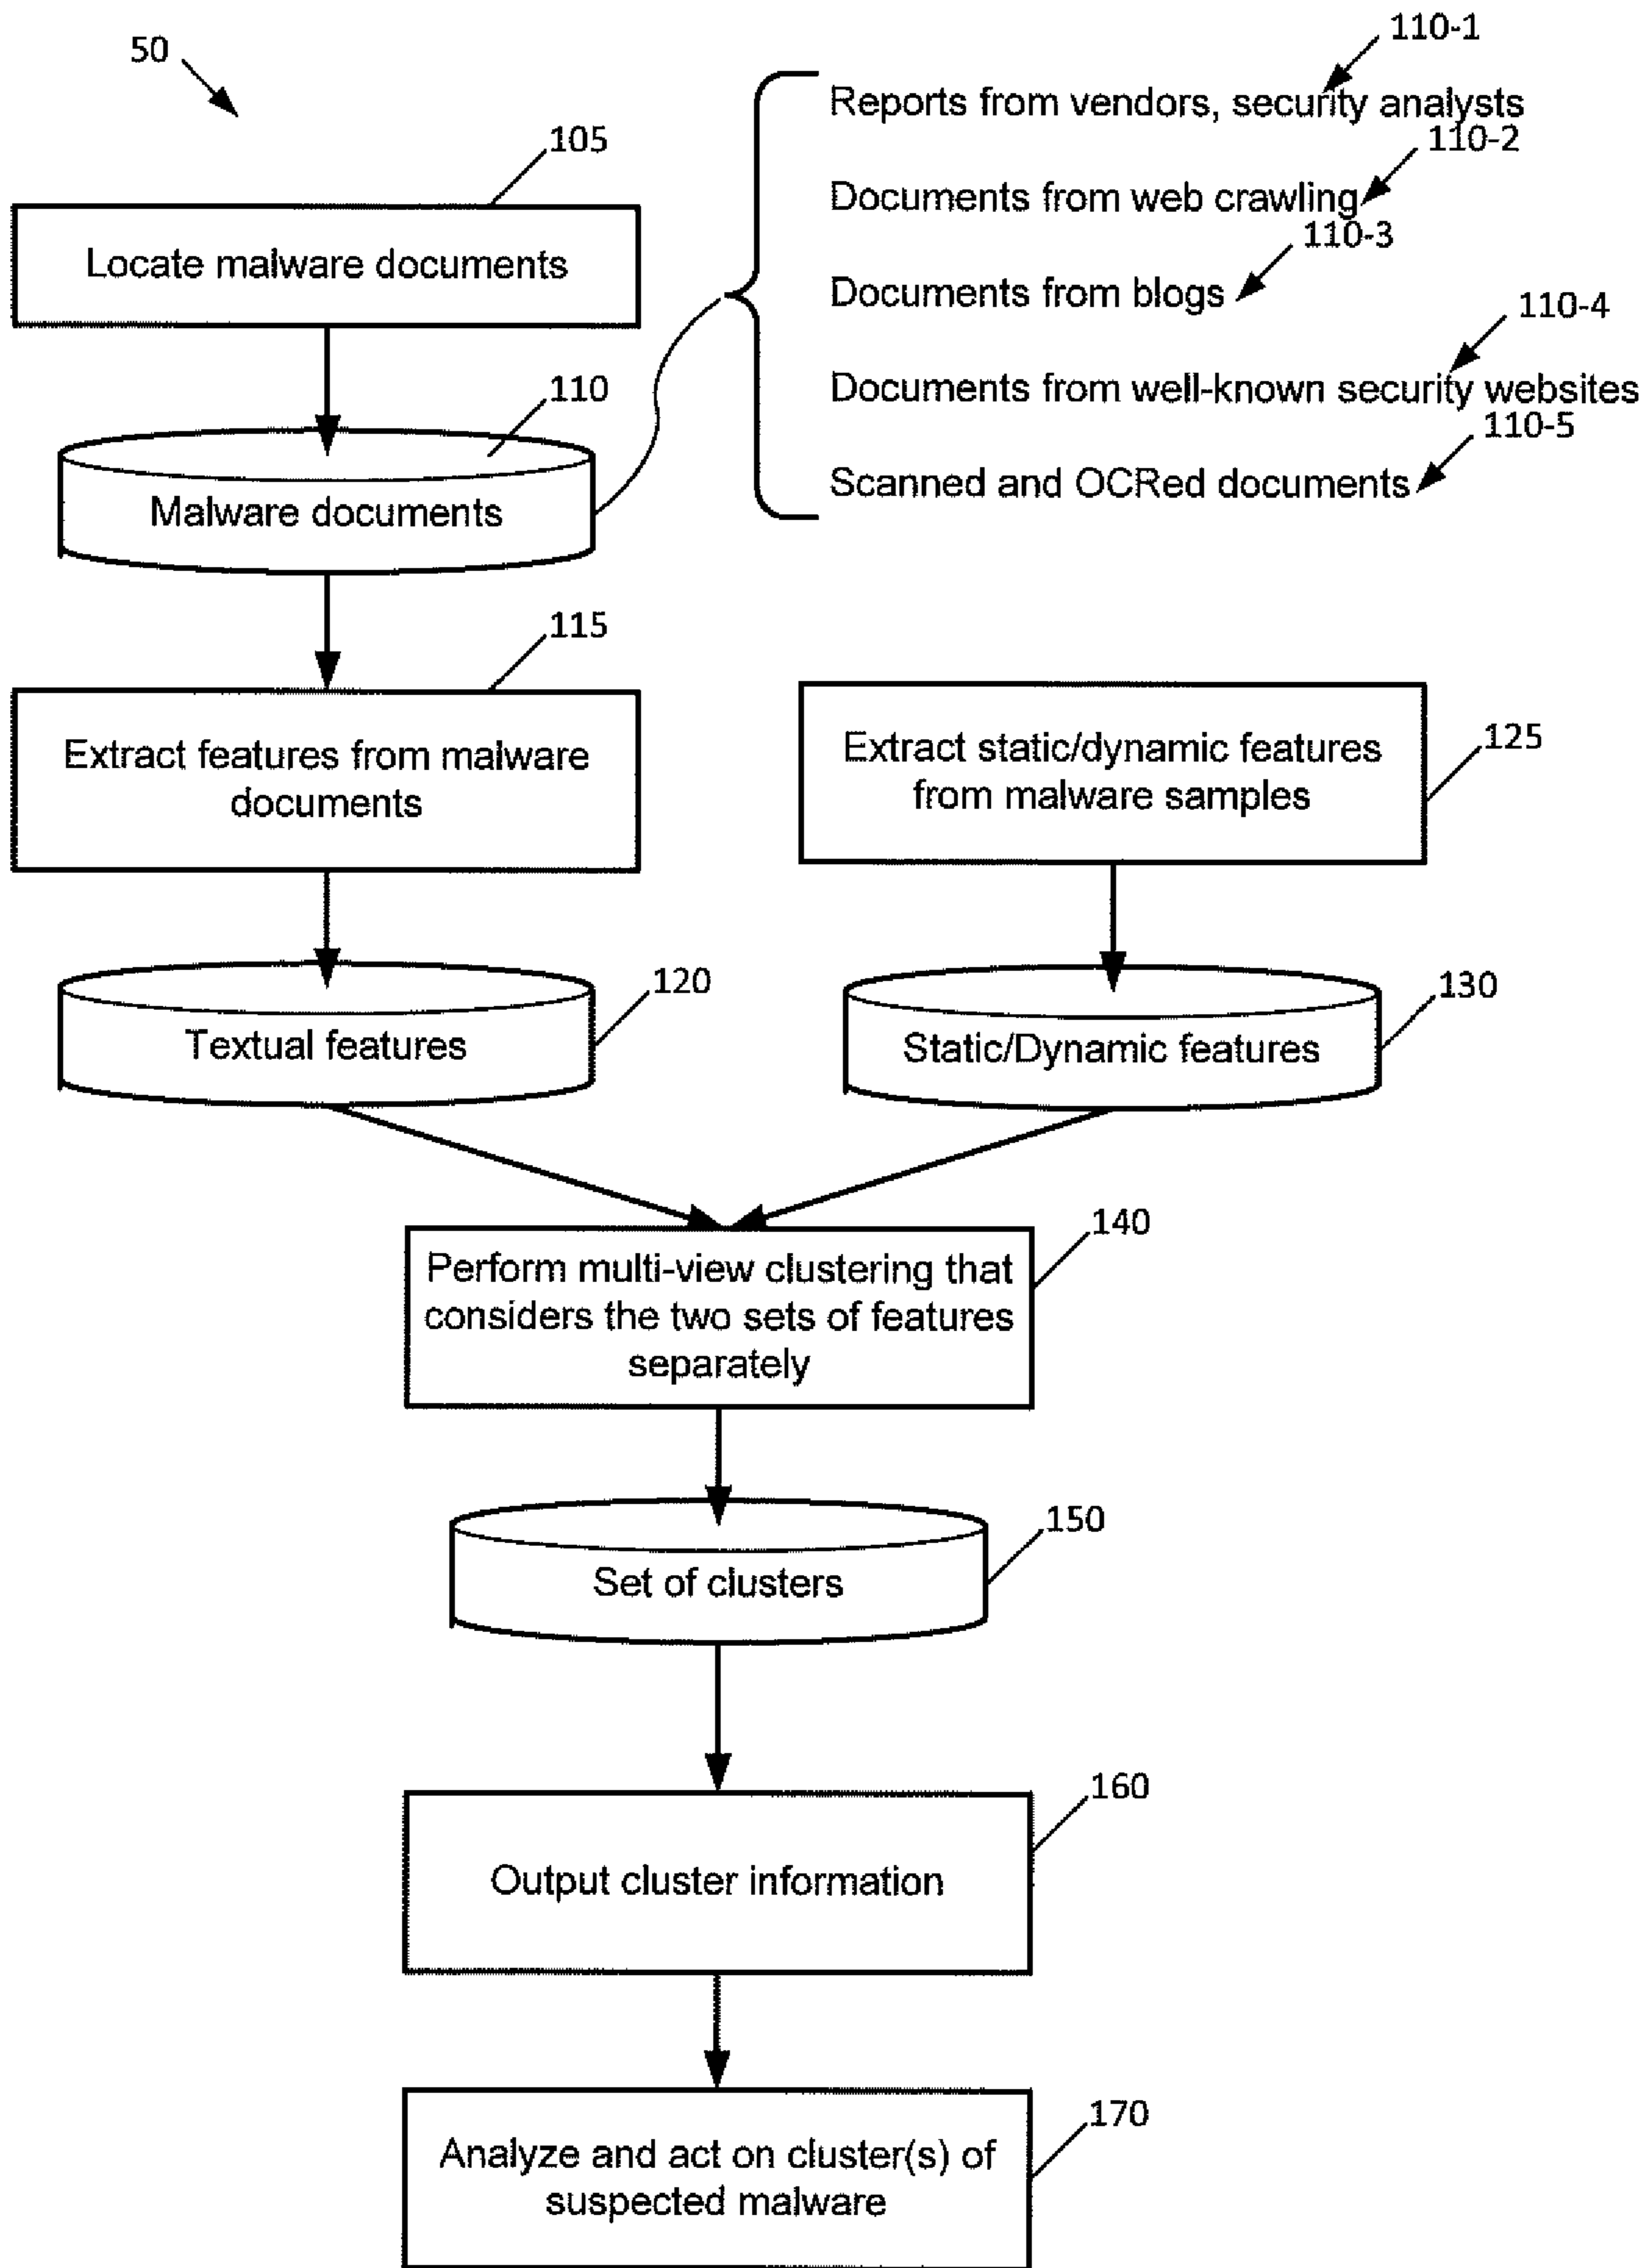 50
110-1
Reports from vendors, security analysts
110-2
Documents from web crawling
110-3
Documents from blogs
110-4
Documents from well-known security websites
110-5
Scanned and OCRed documents
105
Locate malware documents
110
Malware documents
115
Extract features from malware
documents
125
Extract static/dynamic features
from malware samples
120
Textual features
130
Static/Dynamic features
140
Perform multi-view clustering that
considers the two sets of features
separately
150
Set of clusters
160
Output cluster information
170
Analyze and act on cluster(s) of
suspected malware